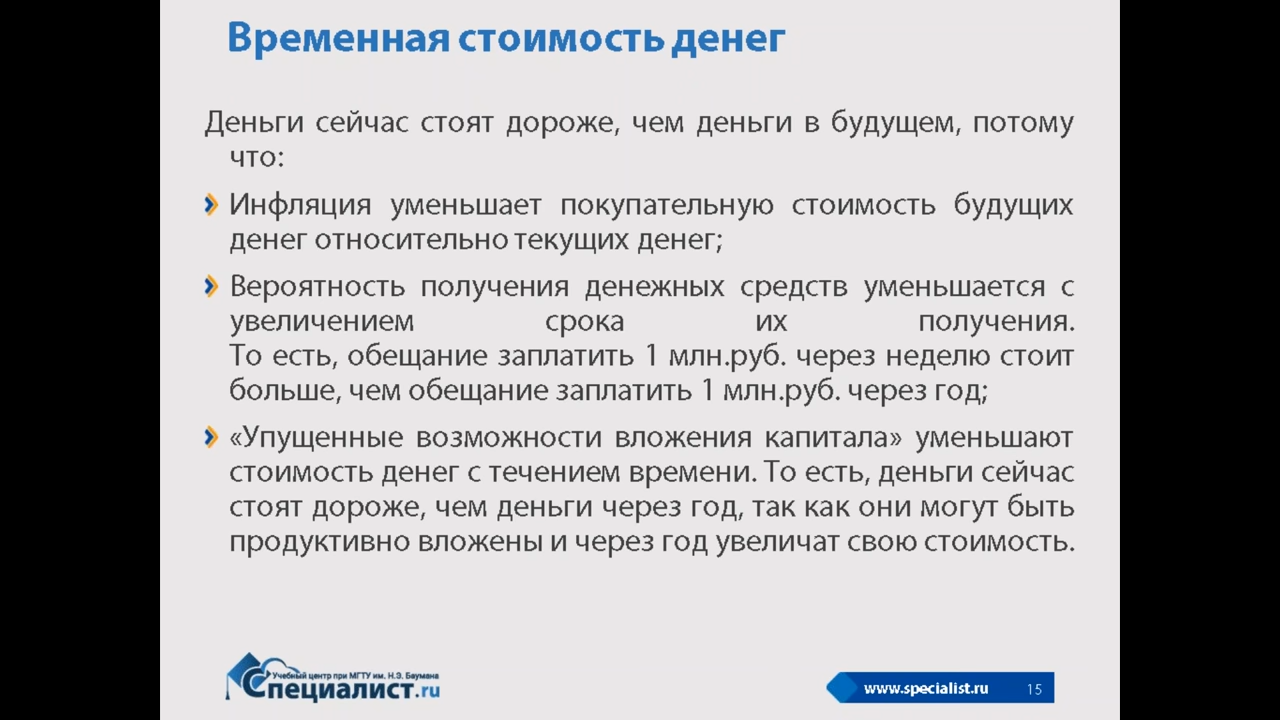 Временная стоимость денег
Деньги сейчас стоят дороже, чем деньги в будущем, потому
что:
Инфляция уменьшает покупательную стоимость будущих
денег относительно текущих денег;
Вероятность получения денежных средств уменьшается с
увеличением срока их получения.
То есть, обещание заплатить 1 млн.руб. через неделю стоит
больше, чем обещание заплатить 1 млн.руб. через год;
«Упущенные возможности вложения капитала» уменьшают
стоимость денег с течением времени. То есть, деньги сейчас
стоят дороже, чем деньги через год, так как они могут быть
продуктивно вложены и через год увеличат свою стоимость.
Учебный центр при МГТУ им. Н.Э. Баумана
Специалист.ru
www.specialist.ru 15